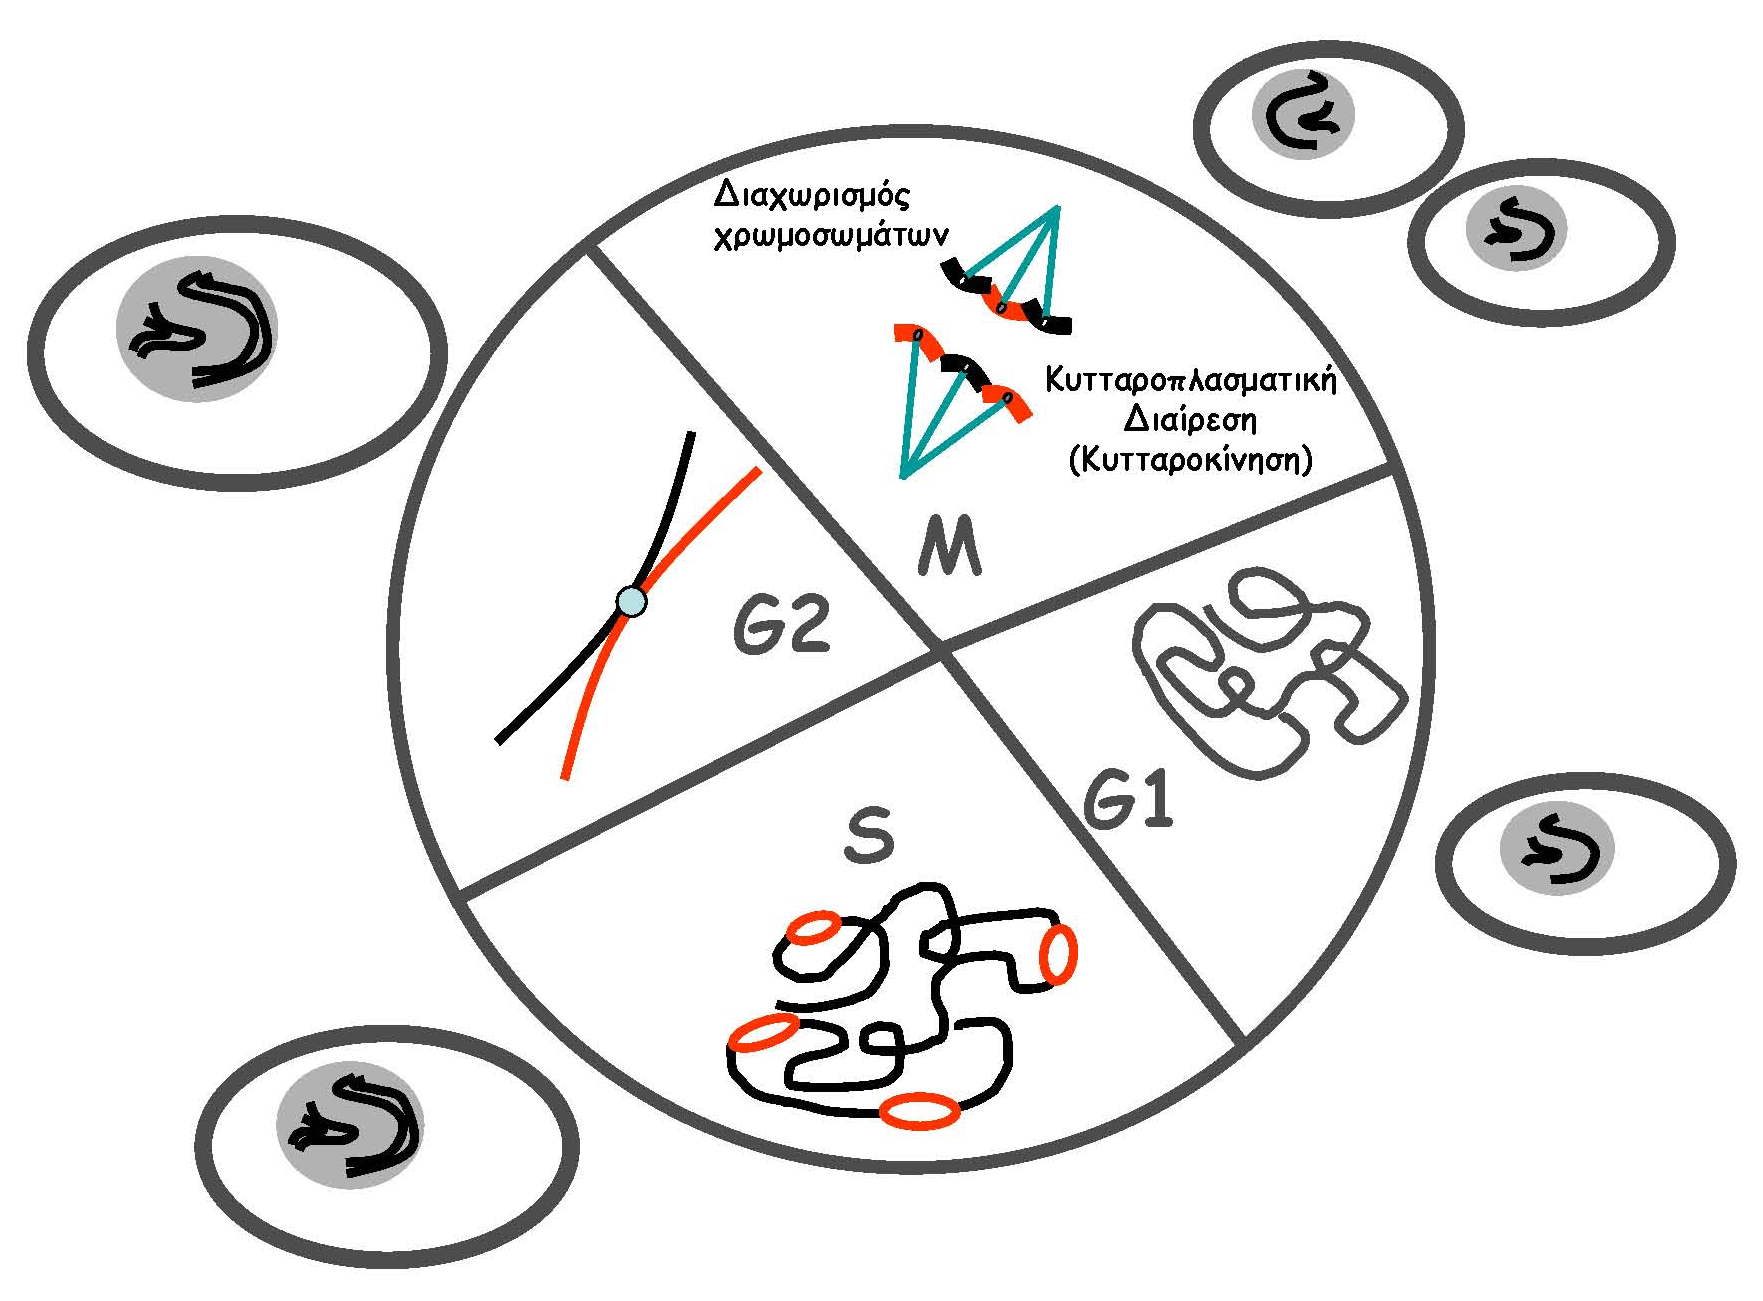 Διαχωρισμός
χρωμοσωμάτων
Κυτταροπλασματική
Διαίρεση
(Κυτταροκίνηση)
M
G2
G1
S